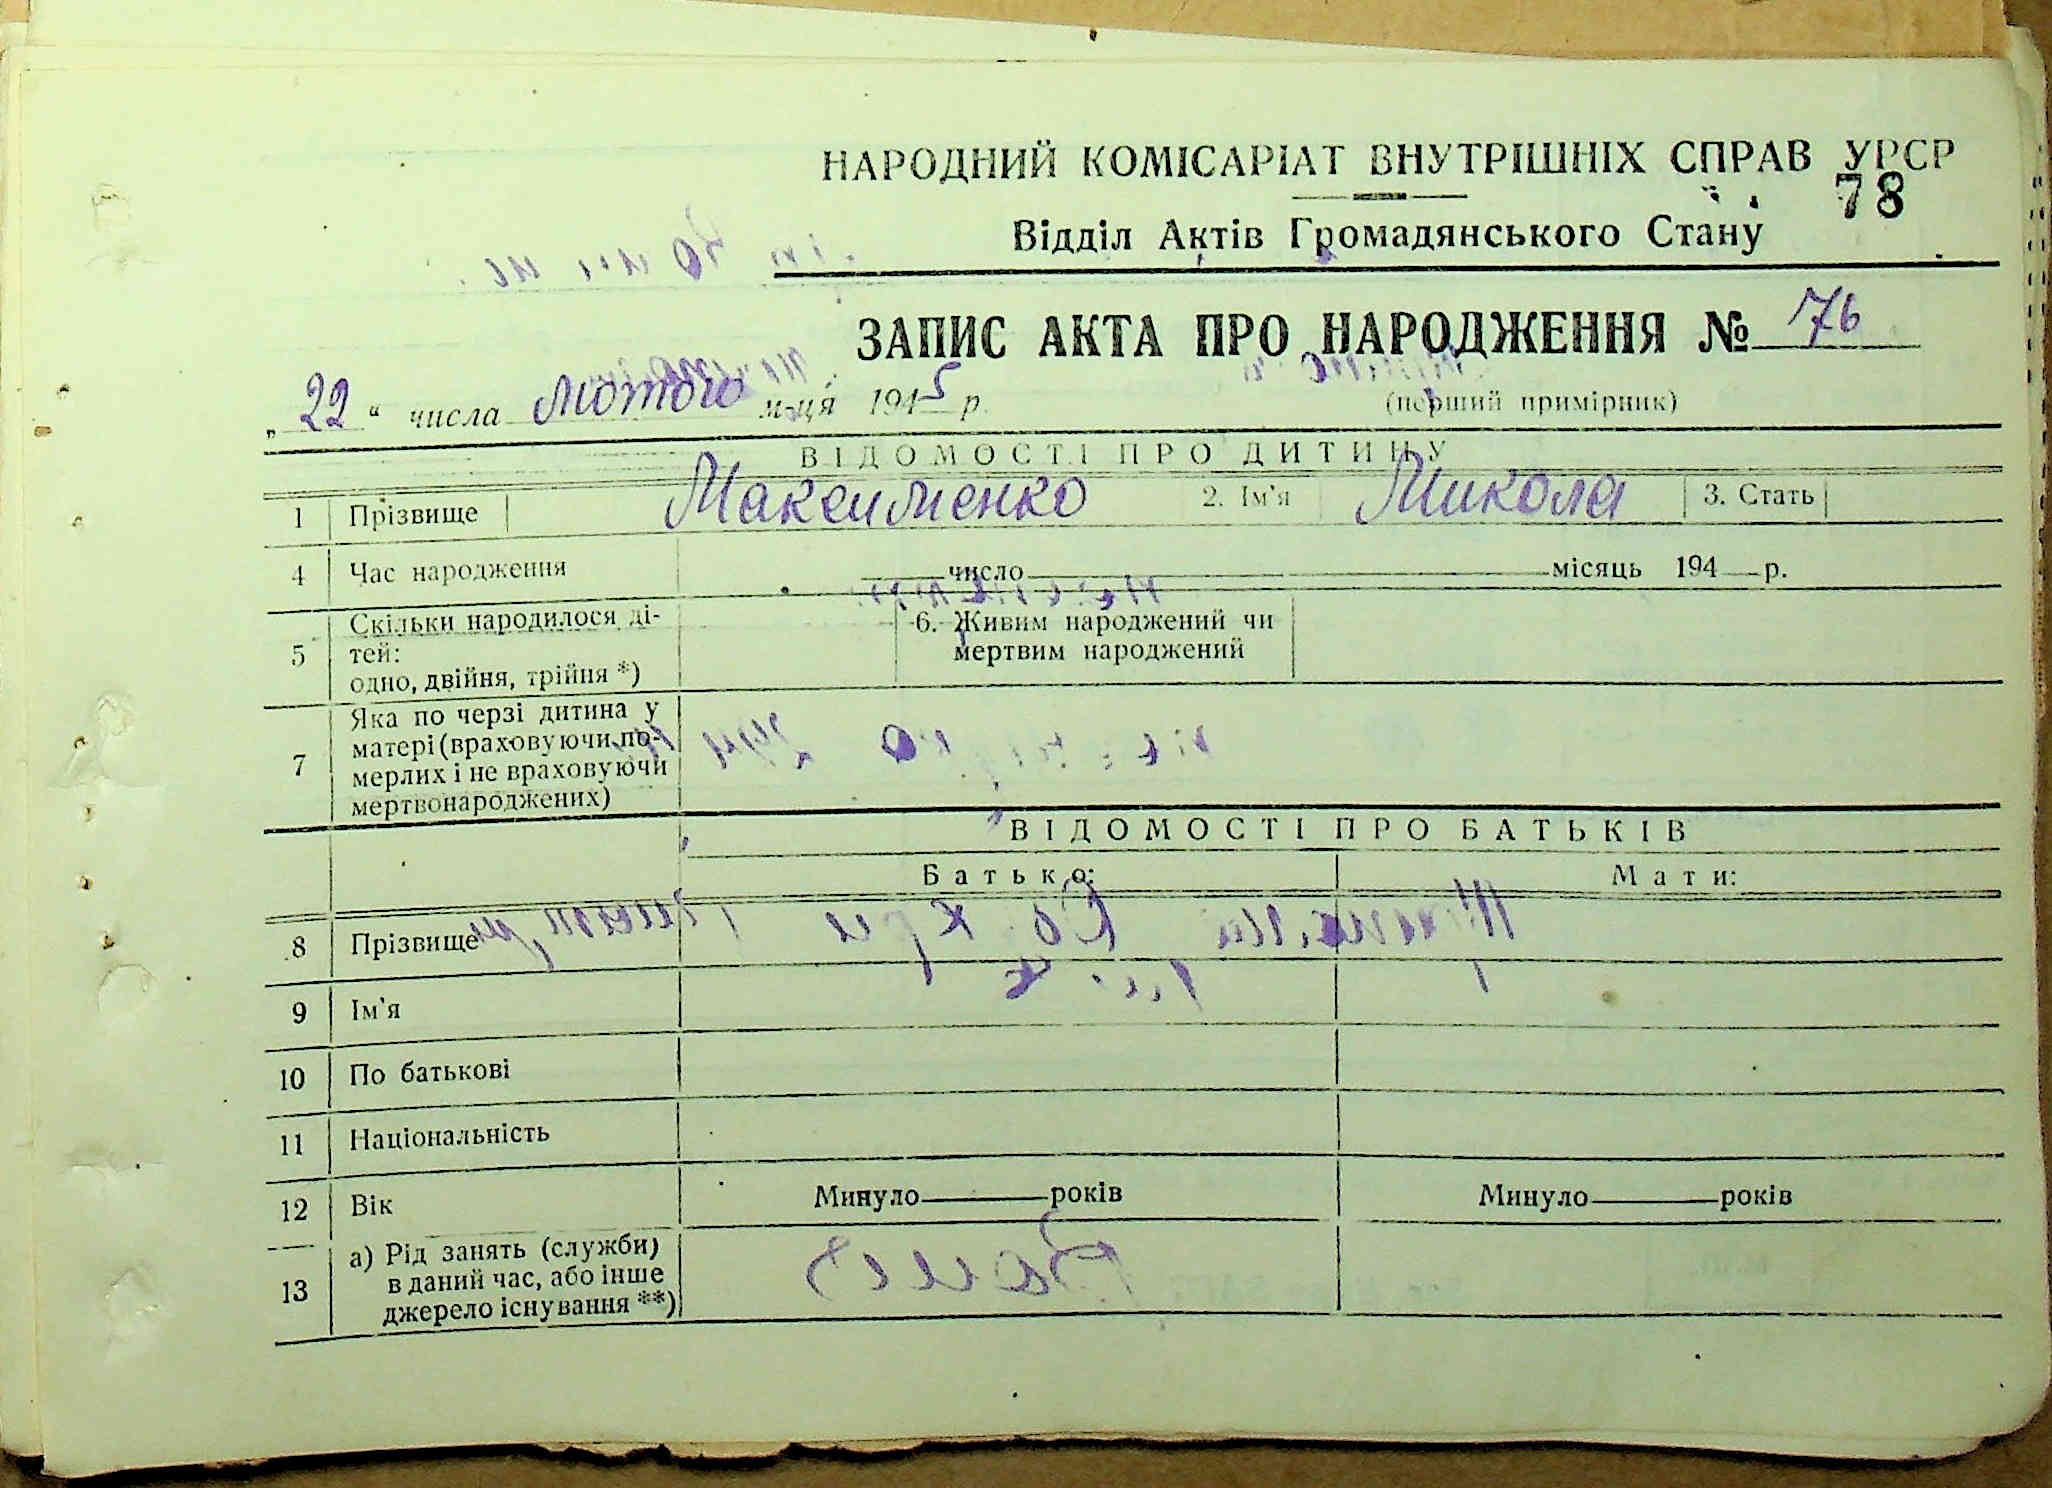 НАРОДНИЙ КОМІСАРІАТ ВНУТРІШНІХ СПРАВ УРСР
78
Відділ Актів Громадянського Стану
ЗАПИС АКТА ПРО НАРОДЖЕННЯ № 76
„22“ числа лютого м-ця 1945 р.
(перший примірник)
ВІДОМОСТІ ПРО ДИТИНУ
1 Прізвище Максименко 2. Ім'я Микола 3. Стать
4 Час народження число місяць 194 р.
5 Скільки народилося дітей: одно, двійня, трійня *) 6. Живим народжений чи мертвим народжений
7 Яка по черзі дитина у матері (враховуючи померлих і не враховуючи мертвонароджених)
ВІДОМОСТІ ПРО БАТЬКІВ
Батько: Мати:
8 Прізвище
9 Ім'я
10 По батькові
11 Національність
12 Вік Минуло років Минуло років
13 а) Рід занять (служби) в даний час, або інше джерело існування **)